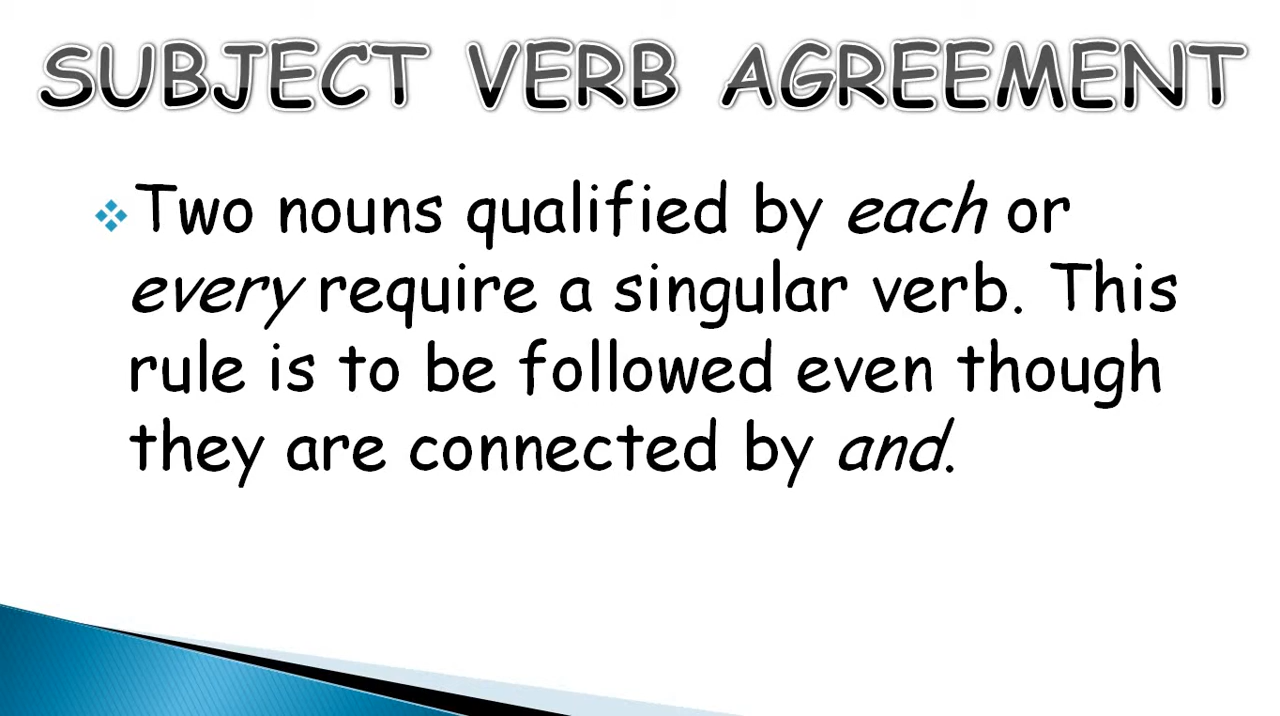 SUBJECT VERB AGREEMENT
Two nouns qualified by each or
every require a singular verb. This
rule is to be followed even though
they are connected by and.